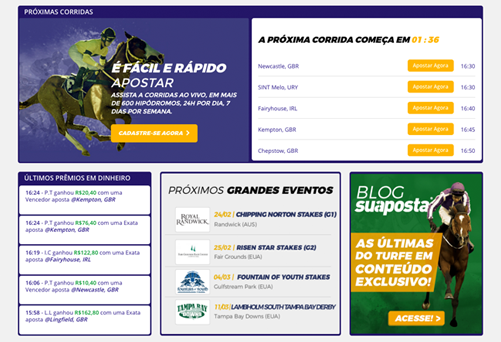 PRÓXIMAS CORRIDAS
É FÁCIL E RÁPIDO
APOSTAR
ASSISTA A CORRIDAS AO VIVO, EM MAIS
DE 600 HIPÓDROMOS, 24H POR DIA, 7
DIAS POR SEMANA.
CADASTRE-SE AGORA >
A PRÓXIMA CORRIDA COMEÇA EM 01 : 36
Newcastle, GBR Apostar Agora 16:30
SINT Melo, URY Apostar Agora 16:30
Fairyhouse, IRL Apostar Agora 16:40
Kempton, GBR Apostar Agora 16:45
Chepstow, GBR Apostar Agora 16:50
ÚLTIMOS PRÊMIOS EM DINHEIRO
16:24 - P.T ganhou R$20,40 com uma
Vencedor aposta @Kempton, GBR
16:24 - P.T ganhou R$76,40 com uma Exata
aposta @Kempton, GBR
16:19 - I.C ganhou R$122,80 com uma Exata
aposta @Fairyhouse, IRL
16:06 - P.T ganhou R$10,40 com uma
Vencedor aposta @Newcastle, GBR
15:58 - L.L ganhou R$162,80 com uma Exata
aposta @Lingfield, GBR
PRÓXIMOS GRANDES EVENTOS
ROYAL
RANDWICK
24/02 | CHIPPING NORTON STAKES (G1)
Randwick (AUS)
25/02 | RISEN STAR STAKES (G2)
Fair Grounds (EUA)
04/03 | FOUNTAIN OF YOUTH STAKES
Gulfstream Park (EUA)
TAMPA BAY
DOWNS
11/03 | LAMBHOLM SOUTH TAMPA BAY DERBY
Tampa Bay Downs (EUA)
BLOG
suaposta
AS ÚLTIMAS
DO TURFE EM
CONTEÚDO
EXCLUSIVO!
ACESSE! >